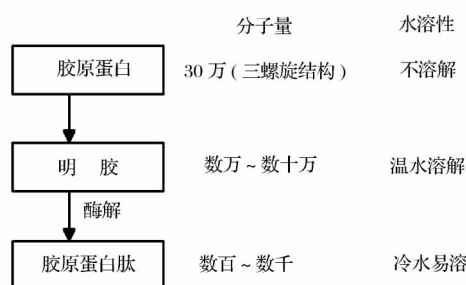 分子量 水溶性
胶原蛋白 30万(三螺旋结构) 不溶解
明 胶 数万~数十万 温水溶解
酶解
胶原蛋白肽 数百~数千 冷水易溶